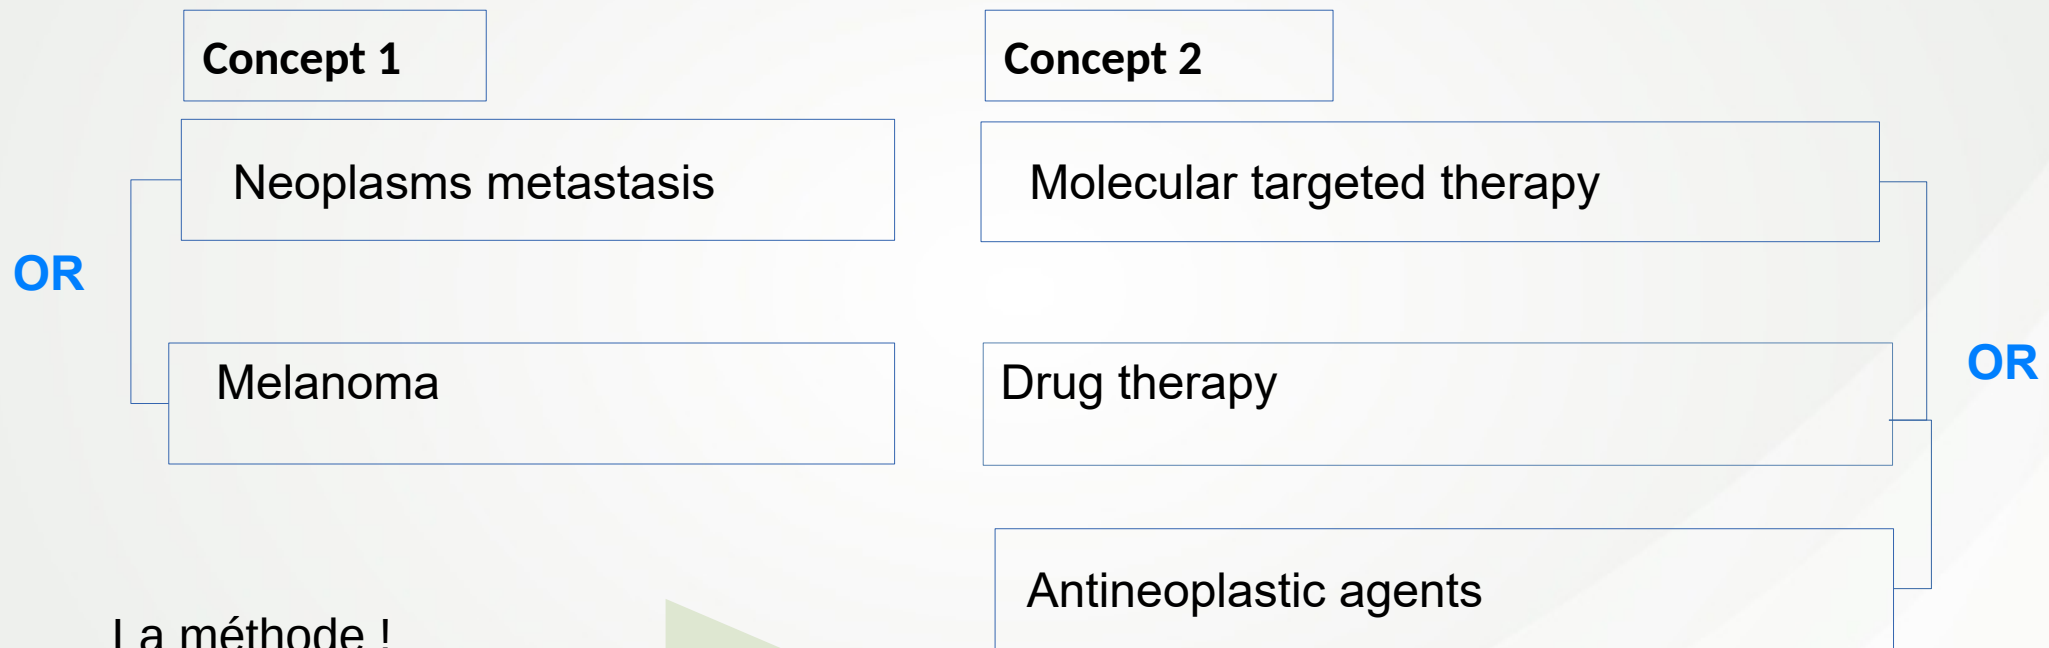 Concept 1
Concept 2
Neoplasms metastasis
Molecular targeted therapy
OR
Melanoma
Drug therapy
OR
Antineoplastic agents
La méthode !